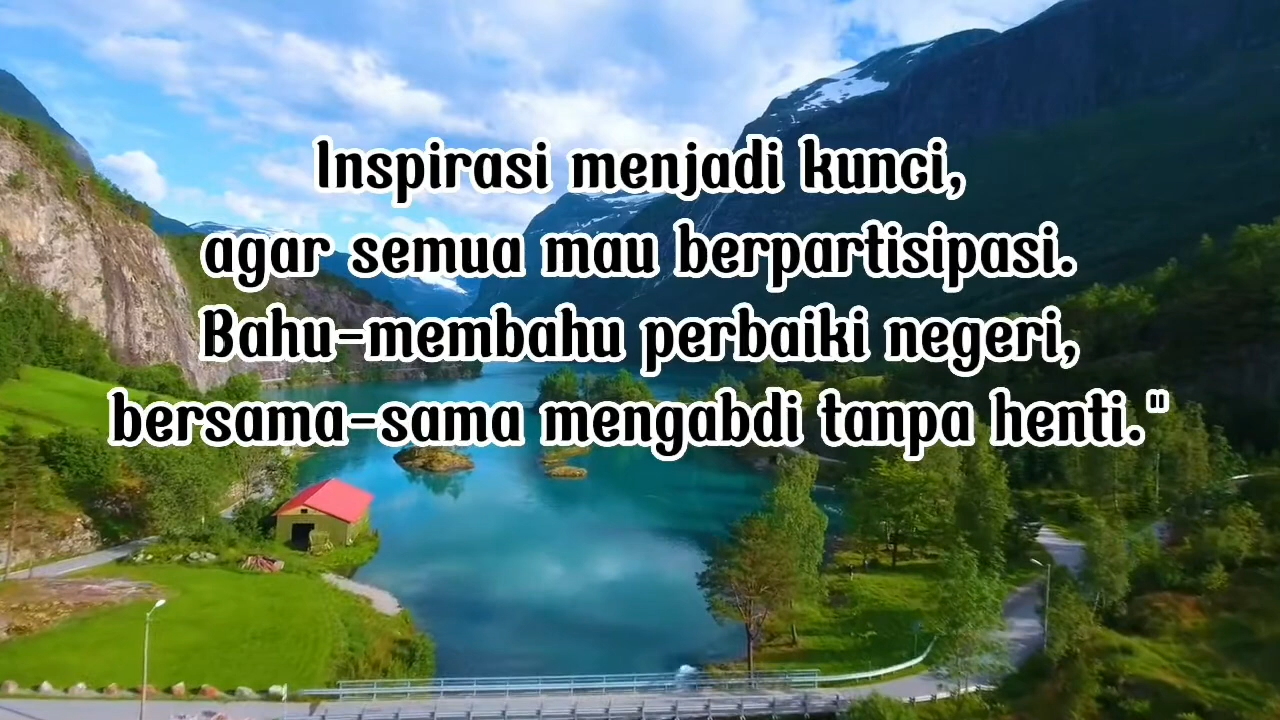 Inspirasi menjadi kunci,
agar semua mau berpartisipasi.
Bahu-membahu perbaiki negeri,
bersama-sama mengabdi tanpa henti."